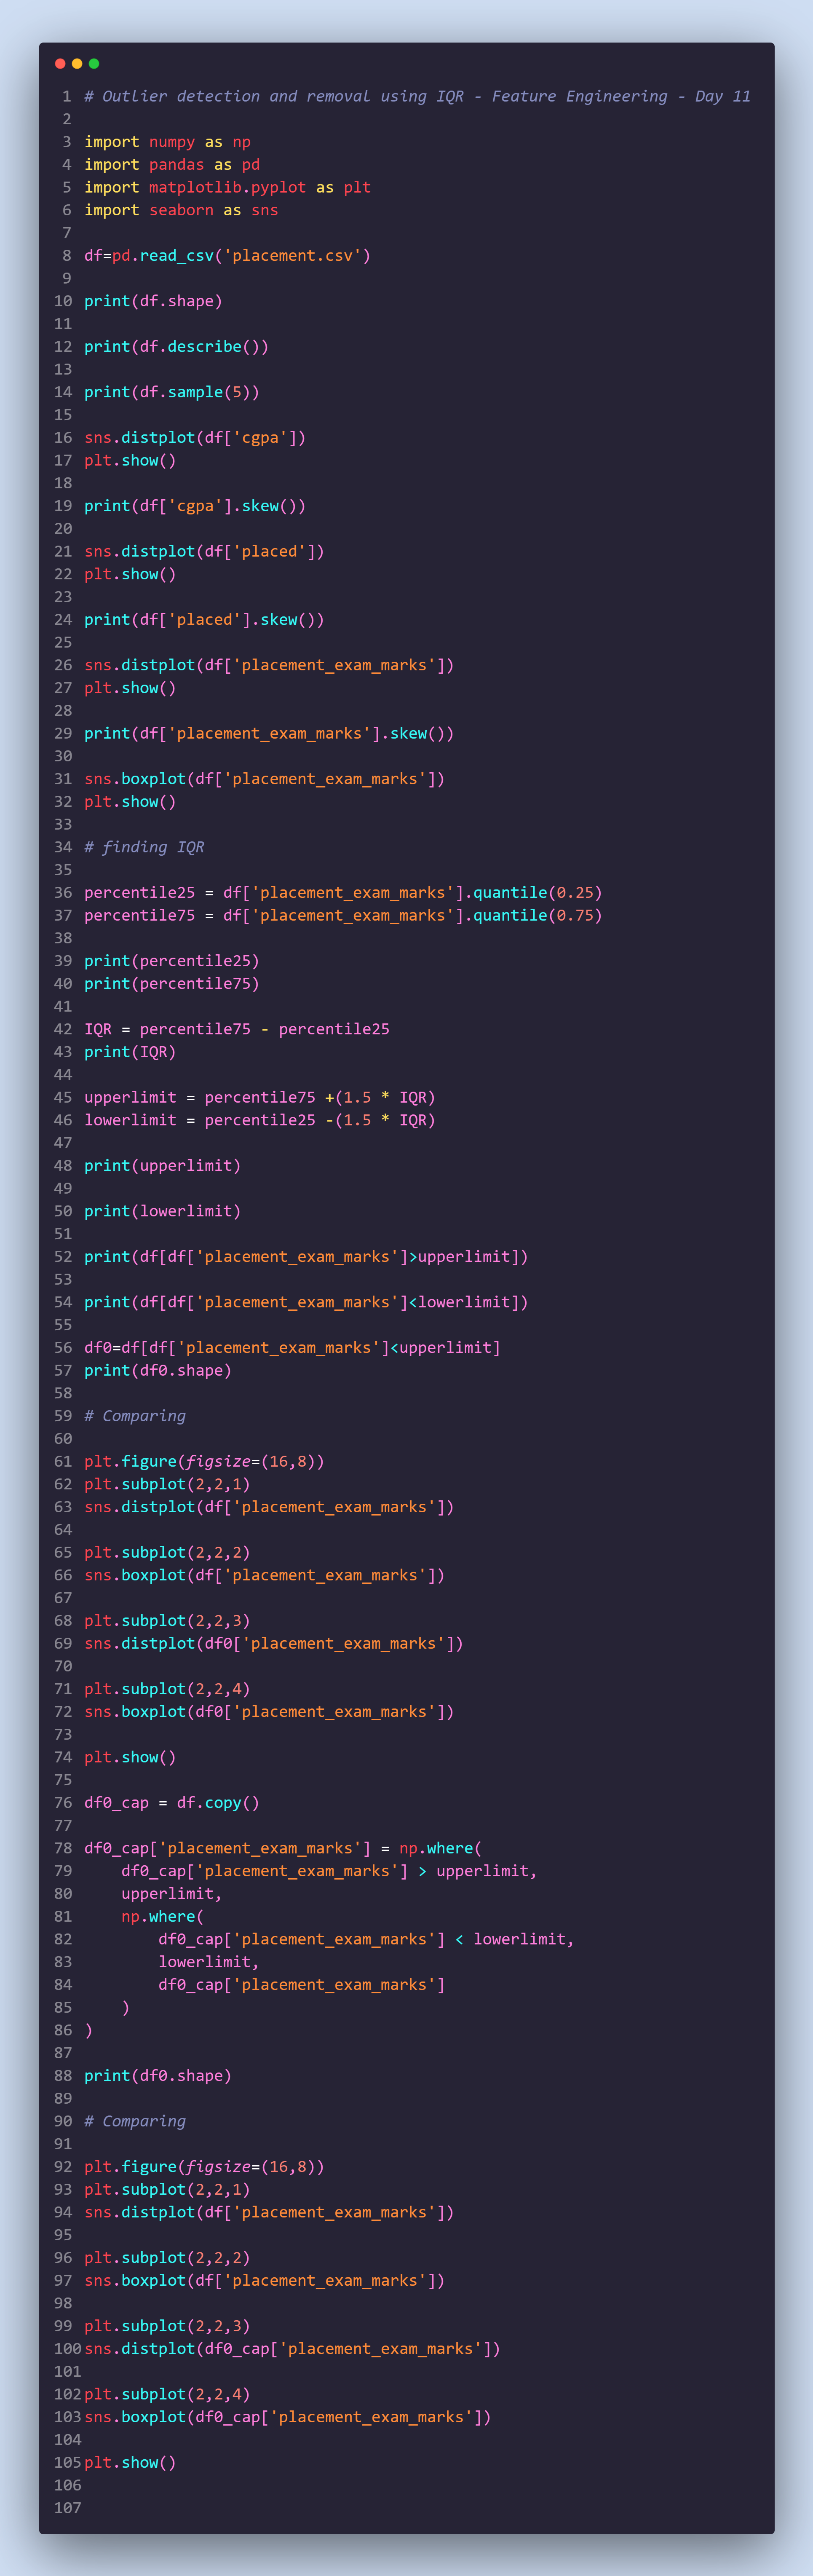 1 # Outlier detection and removal using IQR - Feature Engineering - Day 11
2
3 import numpy as np
4 import pandas as pd
5 import matplotlib.pyplot as plt
6 import seaborn as sns
7
8 df=pd.read_csv('placement.csv')
9
10 print(df.shape)
11
12 print(df.describe())
13
14 print(df.sample(5))
15
16 sns.distplot(df['cgpa'])
17 plt.show()
18
19 print(df['cgpa'].skew())
20
21 sns.distplot(df['placed'])
22 plt.show()
23
24 print(df['placed'].skew())
25
26 sns.distplot(df['placement_exam_marks'])
27 plt.show()
28
29 print(df['placement_exam_marks'].skew())
30
31 sns.boxplot(df['placement_exam_marks'])
32 plt.show()
33
34 # finding IQR
35
36 percentile25 = df['placement_exam_marks'].quantile(0.25)
37 percentile75 = df['placement_exam_marks'].quantile(0.75)
38
39 print(percentile25)
40 print(percentile75)
41
42 IQR = percentile75 - percentile25
43 print(IQR)
44
45 upperlimit = percentile75 +(1.5 * IQR)
46 lowerlimit = percentile25 -(1.5 * IQR)
47
48 print(upperlimit)
49
50 print(lowerlimit)
51
52 print(df[df['placement_exam_marks']>upperlimit])
53
54 print(df[df['placement_exam_marks']<lowerlimit])
55
56 df0=df[df['placement_exam_marks']<upperlimit]
57 print(df0.shape)
58
59 # Comparing
60
61 plt.figure(figsize=(16,8))
62 plt.subplot(2,2,1)
63 sns.distplot(df['placement_exam_marks'])
64
65 plt.subplot(2,2,2)
66 sns.boxplot(df['placement_exam_marks'])
67
68 plt.subplot(2,2,3)
69 sns.distplot(df0['placement_exam_marks'])
70
71 plt.subplot(2,2,4)
72 sns.boxplot(df0['placement_exam_marks'])
73
74 plt.show()
75
76 df0_cap = df.copy()
77
78 df0_cap['placement_exam_marks'] = np.where(
79     df0_cap['placement_exam_marks'] > upperlimit,
80     upperlimit,
81     np.where(
82         df0_cap['placement_exam_marks'] < lowerlimit,
83         lowerlimit,
84         df0_cap['placement_exam_marks']
85     )
86 )
87
88 print(df0.shape)
89
90 # Comparing
91
92 plt.figure(figsize=(16,8))
93 plt.subplot(2,2,1)
94 sns.distplot(df['placement_exam_marks'])
95
96 plt.subplot(2,2,2)
97 sns.boxplot(df['placement_exam_marks'])
98
99 plt.subplot(2,2,3)
100 sns.distplot(df0_cap['placement_exam_marks'])
101
102 plt.subplot(2,2,4)
103 sns.boxplot(df0_cap['placement_exam_marks'])
104
105 plt.show()
106
107